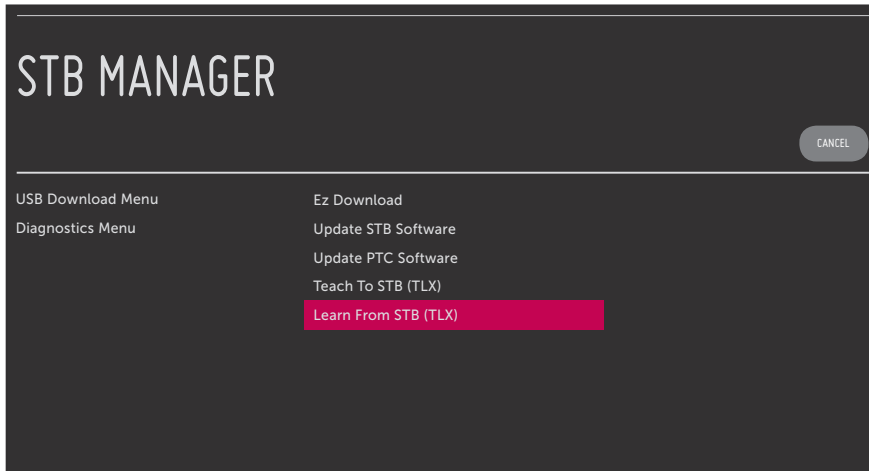 STB MANAGER
CANCEL
USB Download Menu
Diagnostics Menu
Ez Download
Update STB Software
Update PTC Software
Teach To STB (TLX)
Learn From STB (TLX)